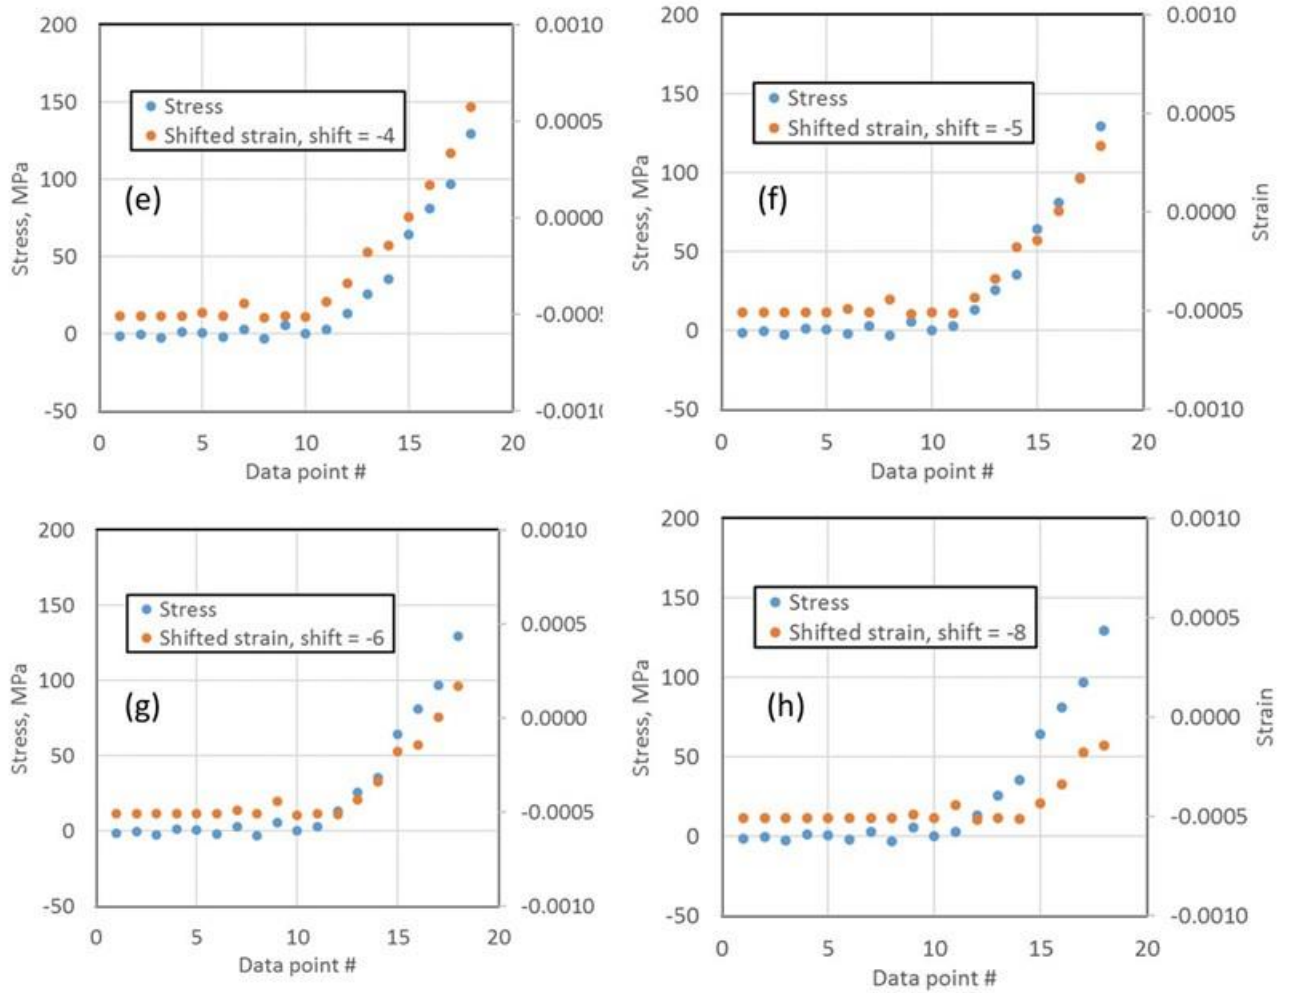 200
150
100
50
0
-50
Stress, MPa
0.0010
0.0005
0.0000
-0.0005
-0.0010
Stress
Shifted strain, shift = -4
(e)
0
5
10
15
20
Data point #
200
150
100
50
0
-50
Stress, MPa
0.0010
0.0005
0.0000
-0.0005
-0.0010
Strain
Stress
Shifted strain, shift = -5
(f)
0
5
10
15
20
Data point #
200
150
100
50
0
-50
Stress, MPa
0.0010
0.0005
0.0000
-0.0005
-0.0010
Stress
Shifted strain, shift = -6
(g)
0
5
10
15
20
Data point #
200
150
100
50
0
-50
Stress, MPa
0.0010
0.0005
0.0000
-0.0005
-0.0010
Strain
Stress
Shifted strain, shift = -8
(h)
0
5
10
15
20
Data point #